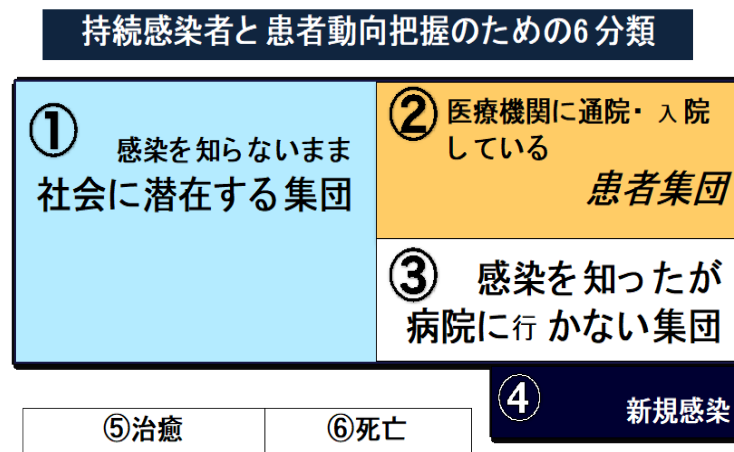 持続感染者と患者動向把握のための6分類
① 感染を知らないまま
社会に潜在する集団
② 医療機関に通院・入院
している
患者集団
③ 感染を知ったが
病院に行かない集団
④ 新規感染
⑤治癒
⑥死亡